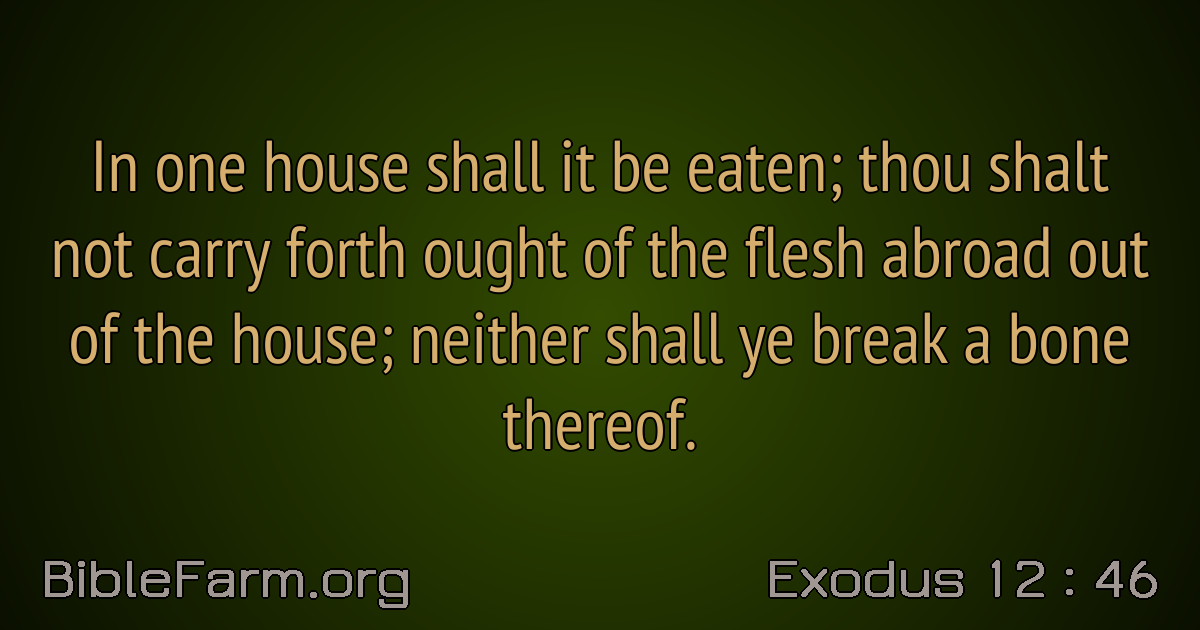 In one house shall it be eaten; thou shalt
not carry forth ought of the flesh abroad out
of the house; neither shall ye break a bone
thereof.
BibleFarm.org
Exodus 12 : 46